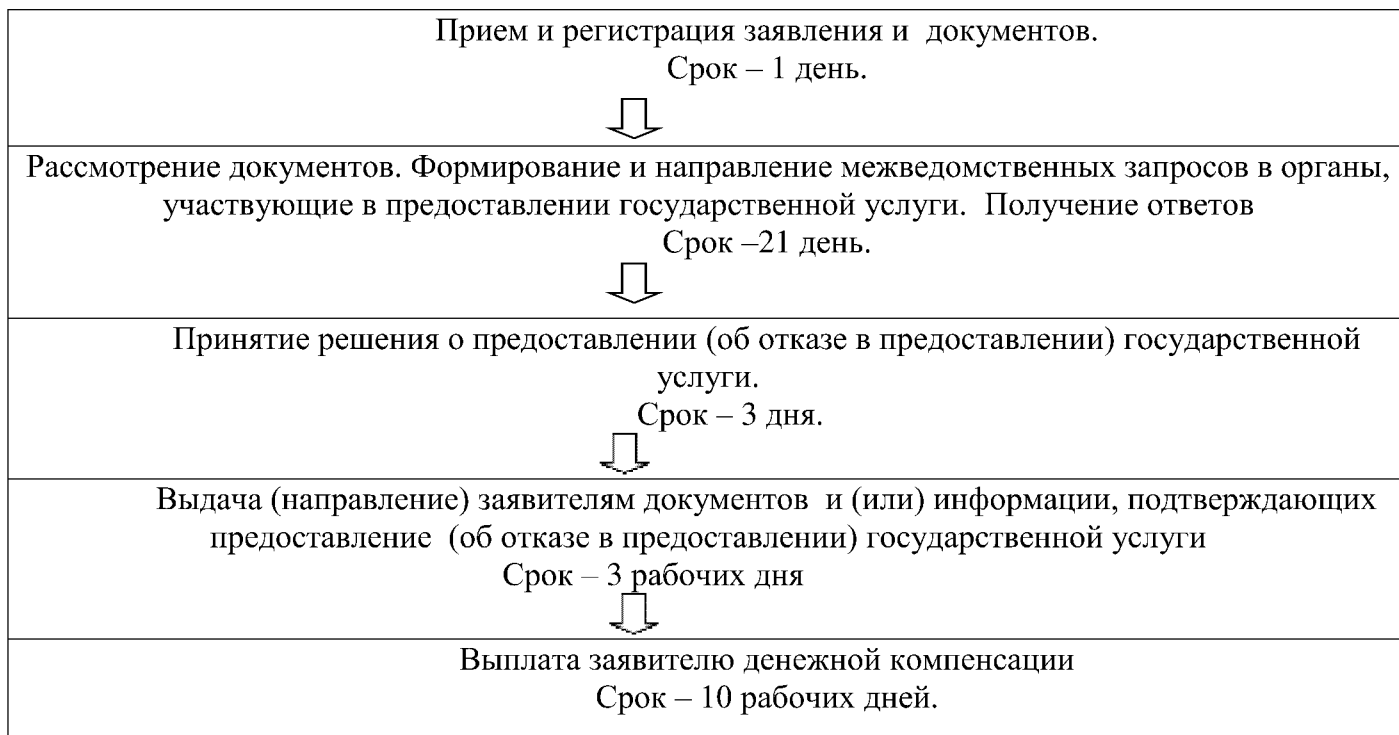 Прием и регистрация заявления и  документов.
Срок – 1 день.
Рассмотрение документов. Формирование и направление межведомственных запросов в органы,
участвующие в предоставлении государственной услуги.  Получение ответов
Срок –21 день.
Принятие решения о предоставлении (об отказе в предоставлении) государственной
услуги.
Срок – 3 дня.
Выдача (направление) заявителям документов  и (или) информации, подтверждающих
предоставление  (об отказе в предоставлении) государственной услуги
Срок – 3 рабочих дня
Выплата заявителю денежной компенсации
Срок – 10 рабочих дней.